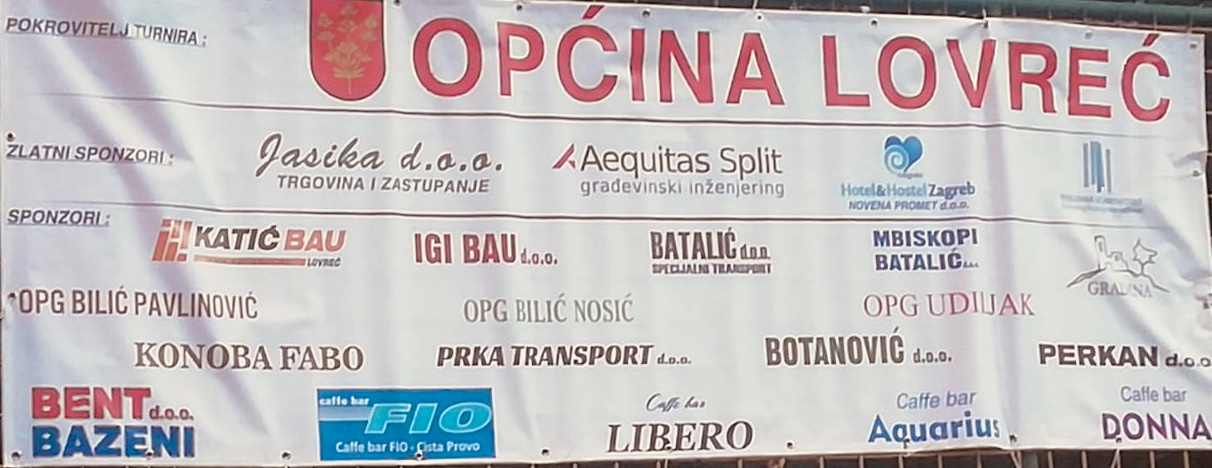 POKROVITELJ TURNIRA:
OPĆINA LOVREĆ
ZLATNI SPONZORI:
Jasika d.o.o.
TRGOVINA I ZASTUPANJE
Aequitas Split
građevinski inženjering
Hotel&Hostel Zagreb
NOVENA PROMET d.o.o.
SPONZORI:
KATIĆ BAU
LOVREĆ
IGI BAU d.o.o.
BATALIĆ d.o.o.
SPECIJALNI TRANSPORT
MBISKOPI
BATALIĆ d.o.o.
GRADINA
OPG BILIĆ PAVLINOVIĆ
OPG BILIĆ NOSIĆ
OPG UDILJAK
KONOBA FABO
PRKA TRANSPORT d.o.o.
BOTANOVIĆ d.o.o.
PERKAN d.o.o
BENT d.o.o.
BAZENI
caffe bar
FIO
Caffe bar FIO - Cista Provo
Caffe bar
LIBERO
Caffe bar
Aquarius
Caffe bar
DONNA